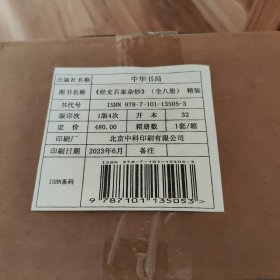 出版社名称 中华书局
图书名称 《经史百家杂钞》（全八册） 精装
书代号 ISBN 978-7-101-13505-3
版印次 1版4次 开本 32
定价 480.00 箱册数 1套/箱
印刷厂 北京中科印刷有限公司
印刷日期 2023年6月 备注
ISBN条码
ISBN 978-7-101-13505-3
9 787101 135053 >